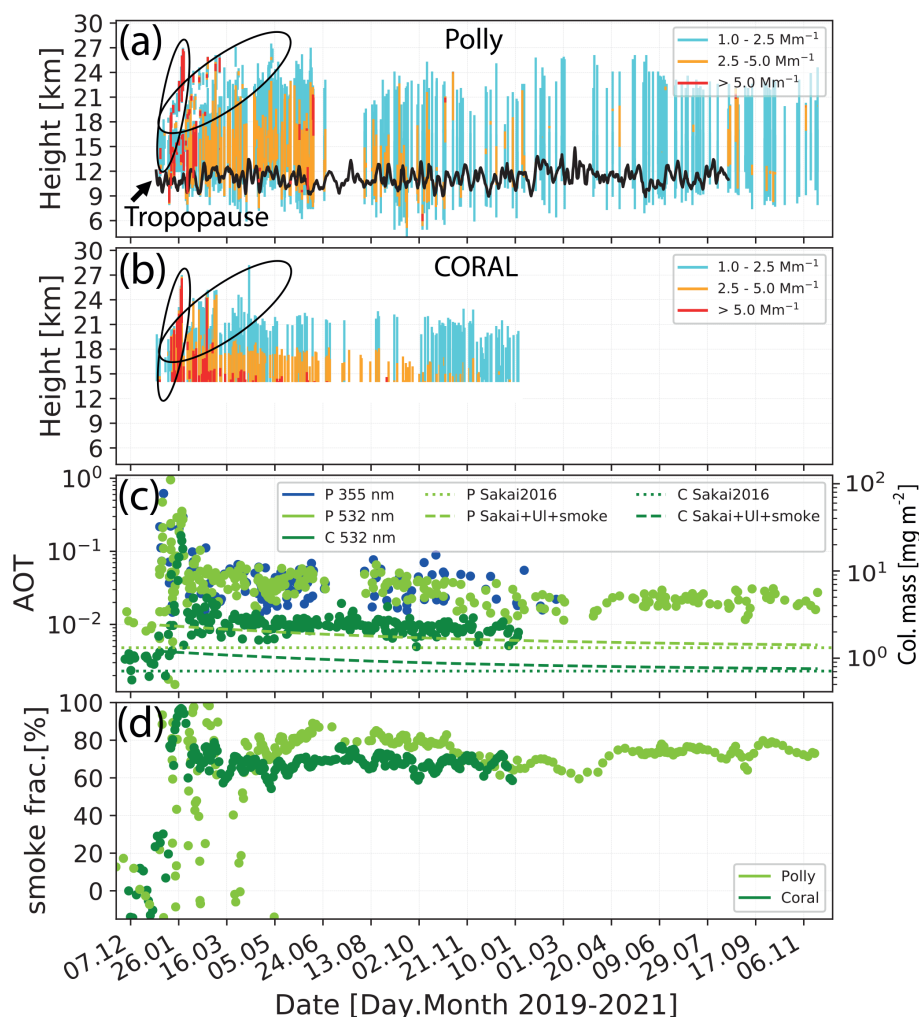 (a)
Polly
1.0 - 2.5 Mm⁻¹
2.5 -5.0 Mm⁻¹
> 5.0 Mm⁻¹
Height [km]
30
27
24
21
18
15
12
9
6
Tropopause
(b)
CORAL
1.0 - 2.5 Mm⁻¹
2.5 - 5.0 Mm⁻¹
> 5.0 Mm⁻¹
Height [km]
30
27
24
21
18
15
12
9
6
(c)
P 355 nm
P 532 nm
C 532 nm
P Sakai2016
P Sakai+Ul+smoke
C Sakai2016
C Sakai+Ul+smoke
AOT
10⁰
10⁻¹
10⁻²
Col. mass [mg m⁻²]
10²
10¹
10⁰
(d)
smoke frac.[%]
100
80
60
40
20
0
Polly
Coral
07.12
26.01
16.03
05.05
24.06
13.08
02.10
21.11
10.01
01.03
20.04
09.06
29.07
17.09
06.11
Date [Day.Month 2019-2021]